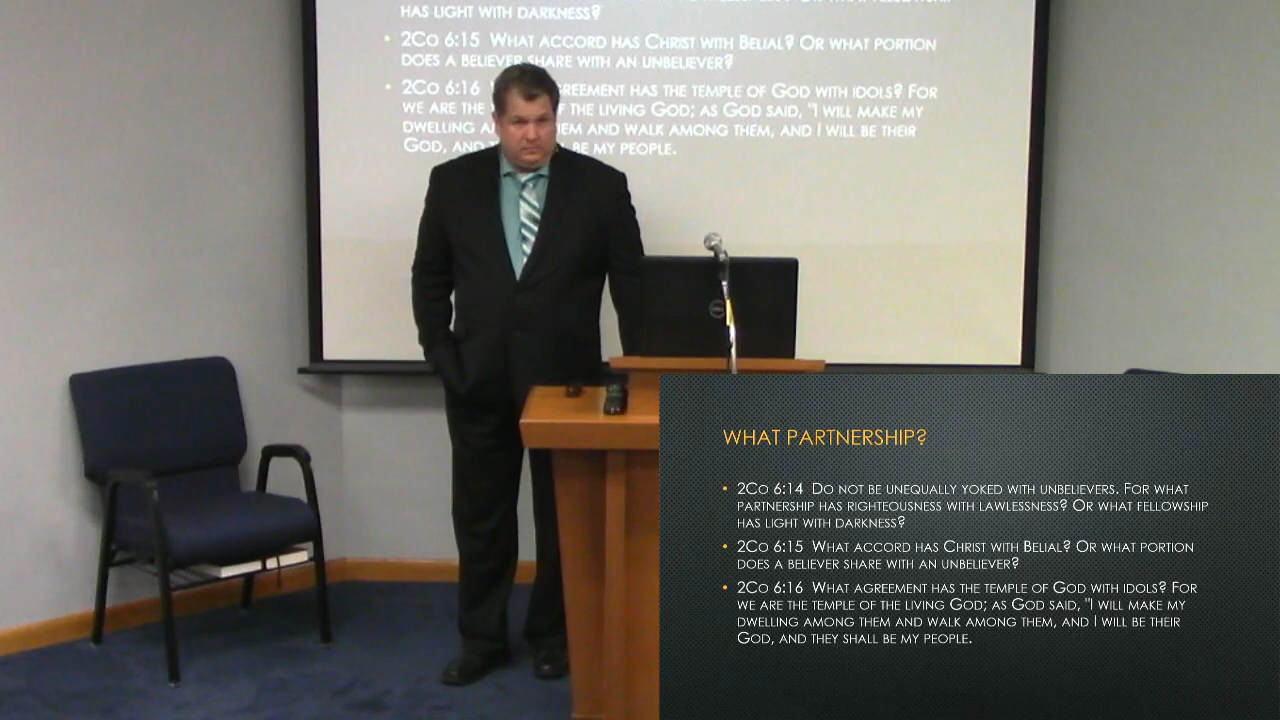 HAS LIGHT WITH DARKNESS?
• 2CO 6:15 WHAT ACCORD HAS CHRIST WITH BELIAL? OR WHAT PORTION
DOES A BELIEVER SHARE WITH AN UNBELIEVER?
• 2CO 6:16 GREEMENT HAS THE TEMPLE OF GOD WITH IDOLS? FOR
WE ARE THE OF THE LIVING GOD; AS GOD SAID, "I WILL MAKE MY
DWELLING AND WALK AMONG THEM, AND I WILL BE THEIR
GOD, AND BE MY PEOPLE.
WHAT PARTNERSHIP?
• 2CO 6:14 DO NOT BE UNEQUALLY YOKED WITH UNBELIEVERS. FOR WHAT
PARTNERSHIP HAS RIGHTEOUSNESS WITH LAWLESSNESS? OR WHAT FELLOWSHIP
HAS LIGHT WITH DARKNESS?
• 2CO 6:15 WHAT ACCORD HAS CHRIST WITH BELIAL? OR WHAT PORTION
DOES A BELIEVER SHARE WITH AN UNBELIEVER?
• 2CO 6:16 WHAT AGREEMENT HAS THE TEMPLE OF GOD WITH IDOLS? FOR
WE ARE THE TEMPLE OF THE LIVING GOD; AS GOD SAID, "I WILL MAKE MY
DWELLING AMONG THEM AND WALK AMONG THEM, AND I WILL BE THEIR
GOD, AND THEY SHALL BE MY PEOPLE.